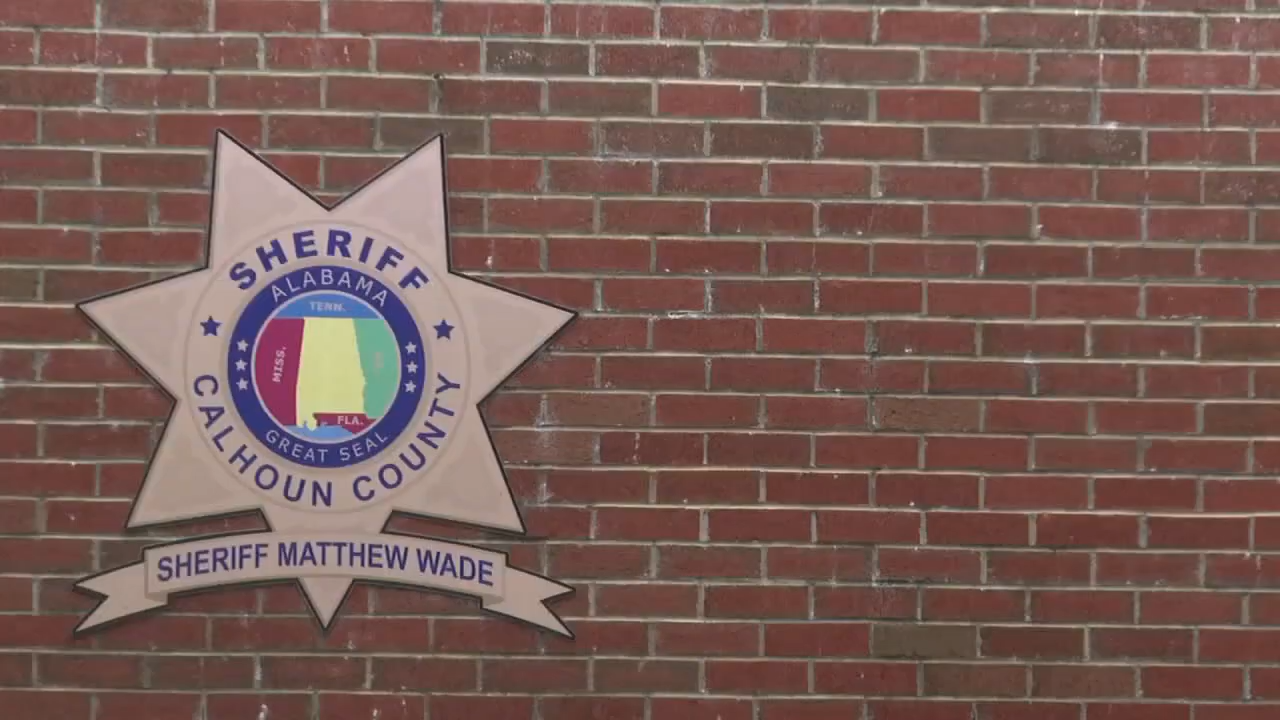 SHERIFF
ALABAMA
TENN.
MISS.
FLA.
GREAT SEAL
CALHOUN COUNTY
SHERIFF MATTHEW WADE